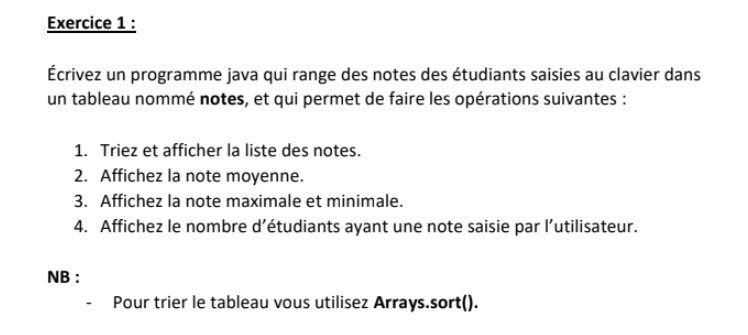 Exercice 1 :
Écrivez un programme java qui range des notes des étudiants saisies au clavier dans
un tableau nommé notes, et qui permet de faire les opérations suivantes :
1. Triez et afficher la liste des notes.
2. Affichez la note moyenne.
3. Affichez la note maximale et minimale.
4. Affichez le nombre d’étudiants ayant une note saisie par l’utilisateur.
NB :
- Pour trier le tableau vous utilisez Arrays.sort().